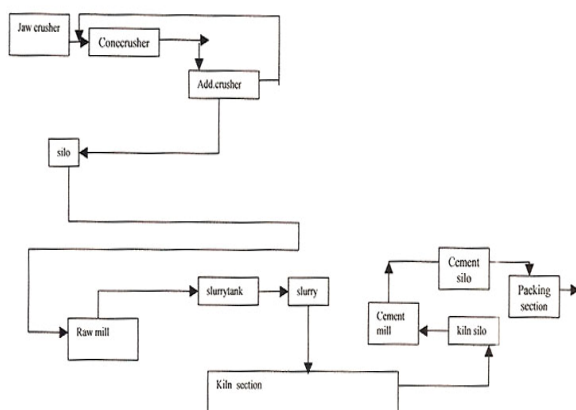 Jaw crusher
Conecrusher
Add.crusher
silo
Raw mill
slurrytank
slurry
Kiln section
kiln silo
Cement
mill
Cement
silo
Packing
section